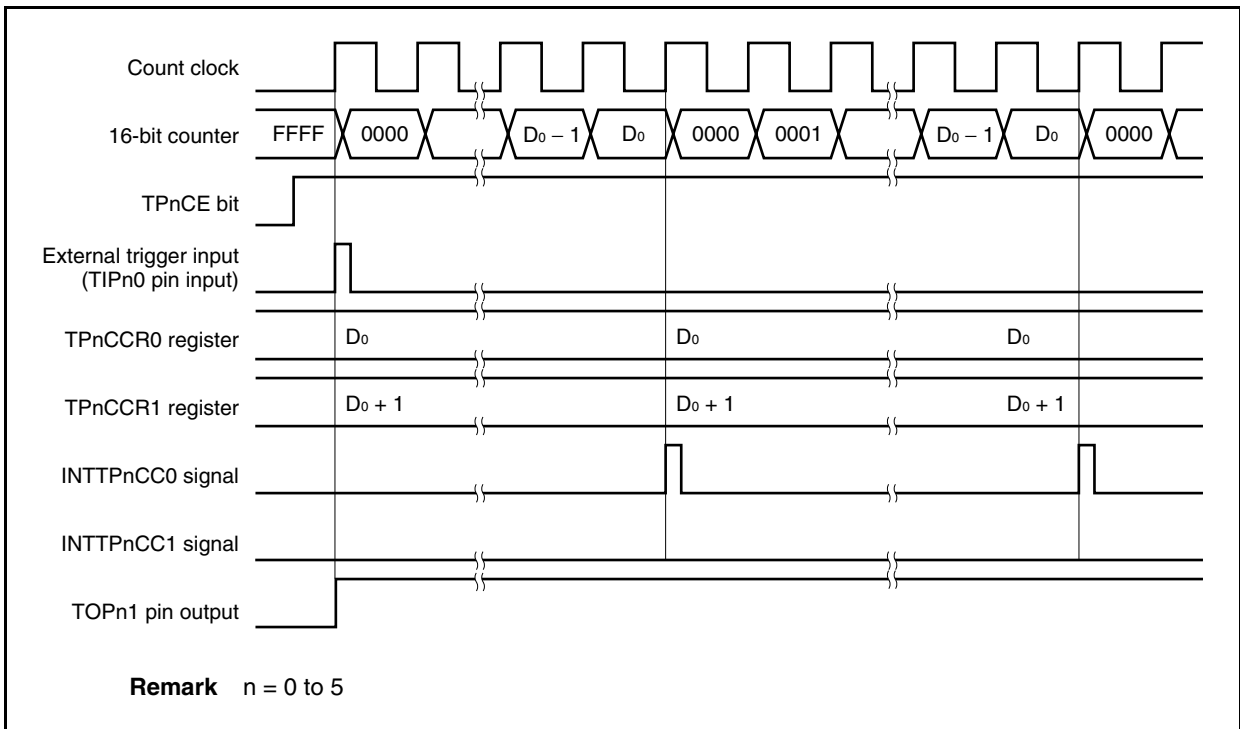 Count clock
16-bit counter FFFF 0000 D₀ − 1 D₀ 0000 0001 D₀ − 1 D₀ 0000
TPnCE bit
External trigger input
(TIPn0 pin input)
TPnCCR0 register D₀ D₀ D₀
TPnCCR1 register D₀ + 1 D₀ + 1 D₀ + 1
INTTPnCC0 signal
INTTPnCC1 signal
TOPn1 pin output
Remark n = 0 to 5